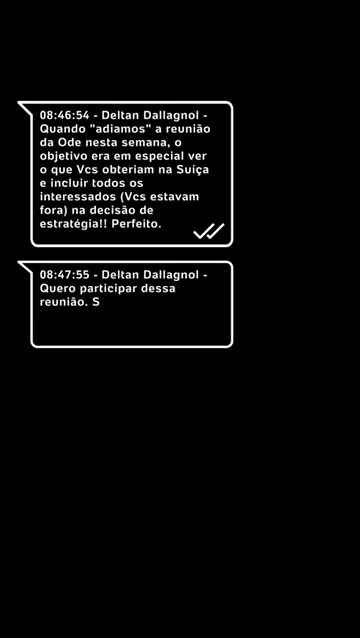 08:46:54 - Deltan Dallagnol -
Quando "adiamos" a reunião
da Ode nesta semana, o
objetivo era em especial ver
o que Vcs obteriam na Suíça
e incluir todos os
interessados (Vcs estavam
fora) na decisão de
estratégia!! Perfeito.
08:47:55 - Deltan Dallagnol -
Quero participar dessa
reunião. S